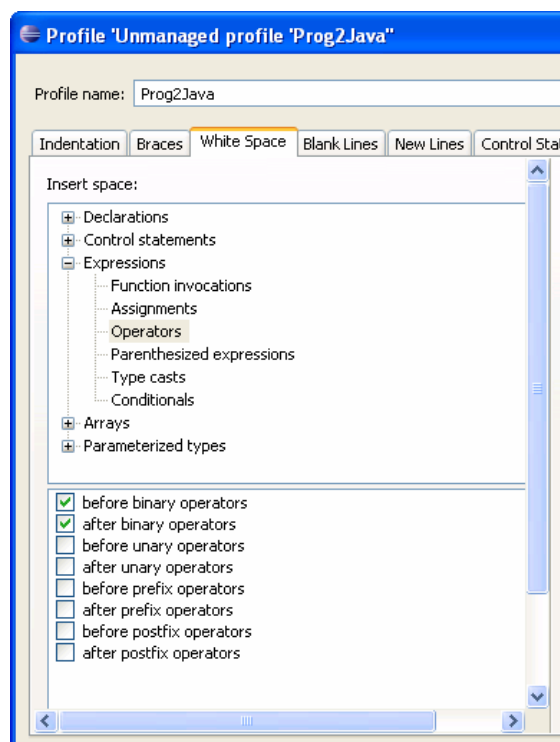 Profile 'Unmanaged profile 'Prog2Java''
Profile name: Prog2Java
Indentation Braces White Space Blank Lines New Lines Control Sta
Insert space:
Declarations
Control statements
Expressions
Function invocations
Assignments
Operators
Parenthesized expressions
Type casts
Conditionals
Arrays
Parameterized types
before binary operators
after binary operators
before unary operators
after unary operators
before prefix operators
after prefix operators
before postfix operators
after postfix operators